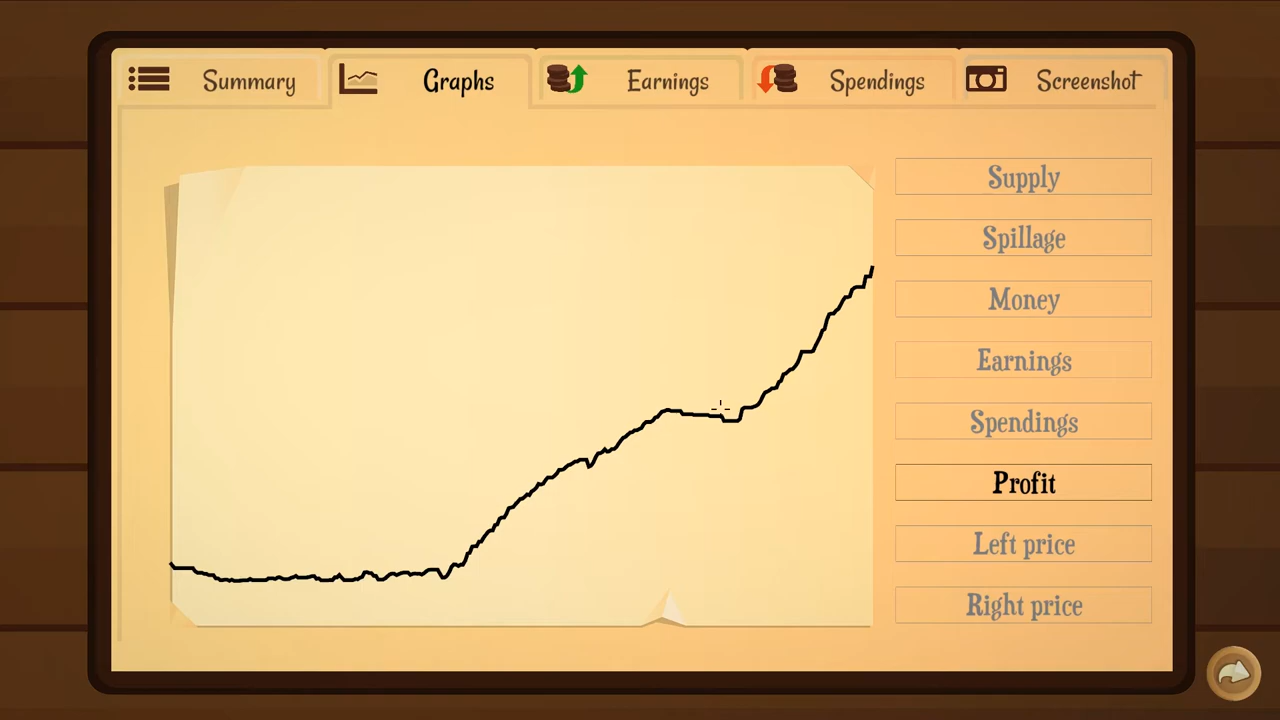 Summary
Graphs
Earnings
Spendings
Screenshot
Supply
Spillage
Money
Earnings
Spendings
Profit
Left price
Right price